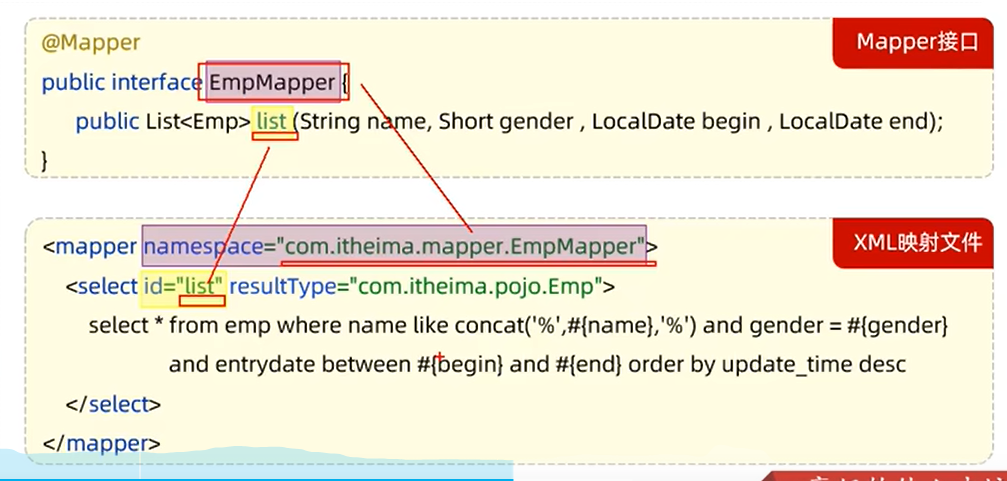 @Mapper
Mapper接口
public interface EmpMapper {
public List<Emp> list (String name, Short gender , LocalDate begin , LocalDate end);
}
<mapper namespace="com.itheima.mapper.EmpMapper">
XML映射文件
<select id="list" resultType="com.itheima.pojo.Emp">
select * from emp where name like concat('%',#{name},'%') and gender = #{gender}
and entrydate between #{begin} and #{end} order by update_time desc
</select>
</mapper>